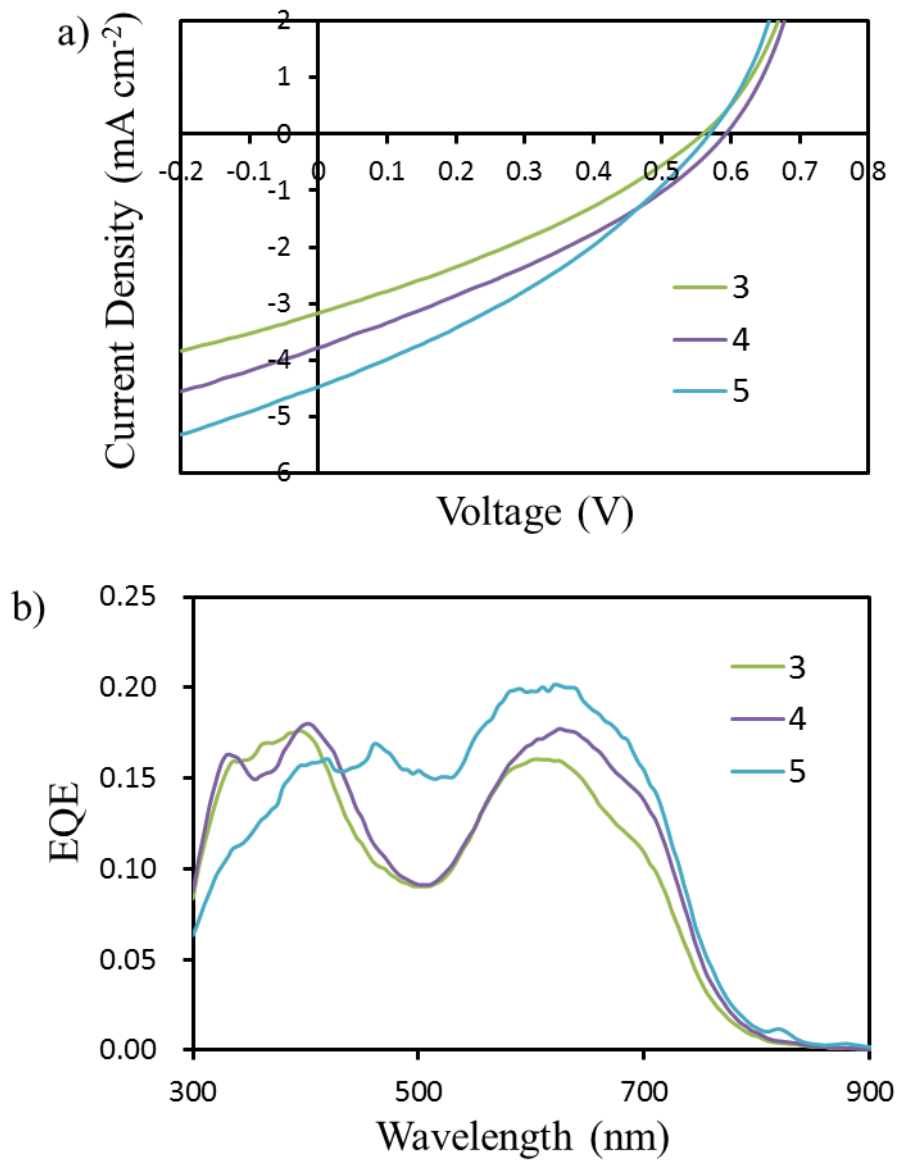 a)
Current Density (mA cm-2)
2
1
0
-0.2 -0.1 0 0.1 0.2 0.3 0.4 0.5 0.6 0.7 0.8
-1
-2
-3
-4
-5
6
3
4
5
Voltage (V)
b)
EQE
0.25
0.20
0.15
0.10
0.05
0.00
3
4
5
300 500 700 900
Wavelength (nm)